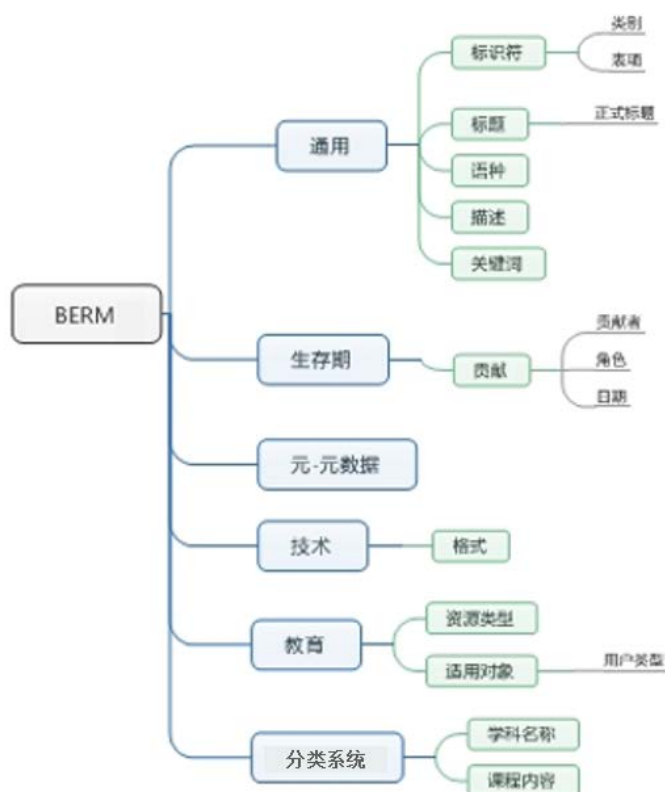 BERM
通用
标识符
类别
表项
标题
正式标题
语种
描述
关键词
生存期
贡献
贡献者
角色
日期
元-元数据
技术
格式
教育
资源类型
适用对象
用户类型
分类系统
学科名称
课程内容